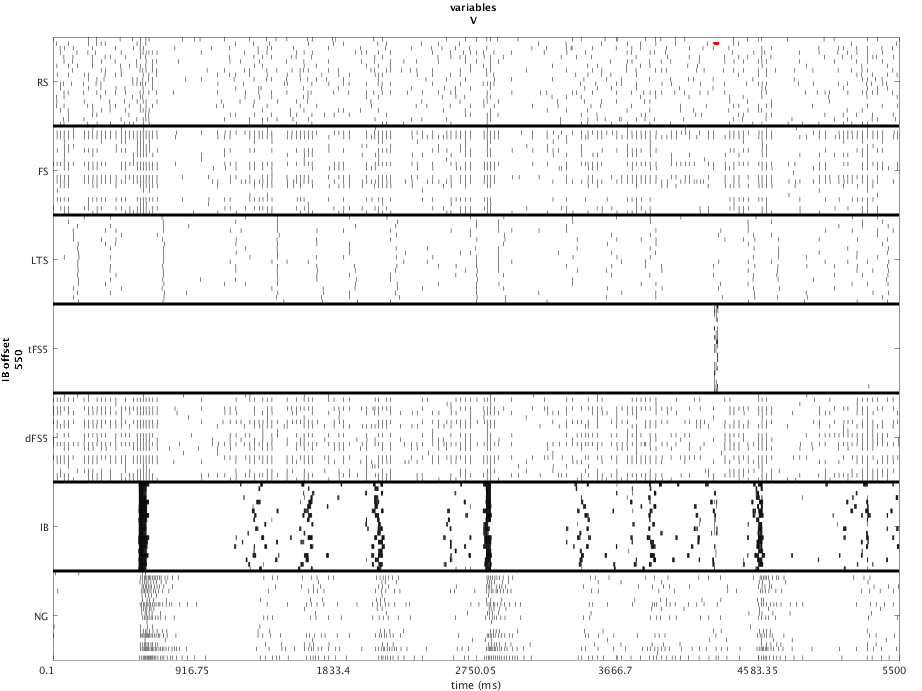 variables
V
RS
FS
LTS
tFS5
dFS5
IB
NG
IB offset
550
0.1
916.75
1833.4
2750.05
3666.7
4583.35
5500
time (ms)